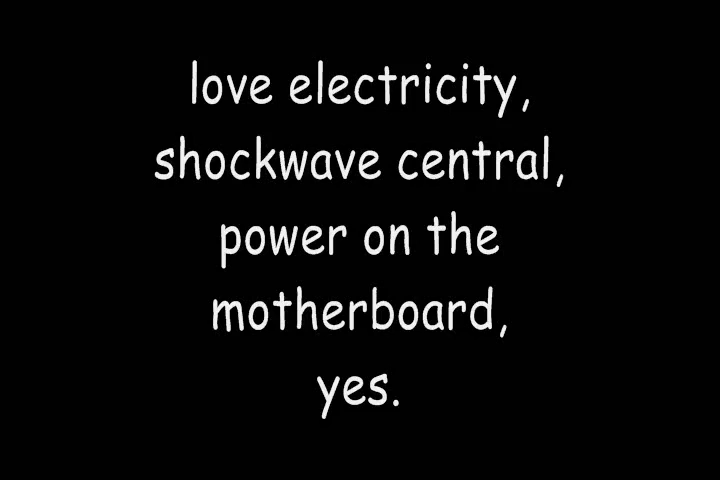 love electricity,
shockwave central,
power on the
motherboard,
yes.